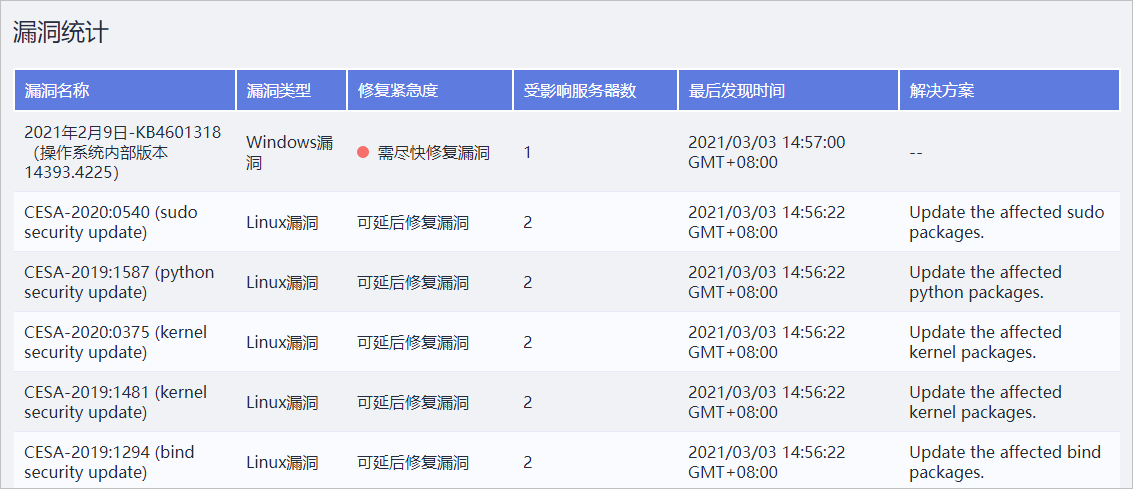 漏洞统计
漏洞名称 漏洞类型 修复紧急度 受影响服务器数 最后发现时间 解决方案
2021年2月9日-KB4601318
（操作系统内部版本
14393.4225）
Windows漏
洞
需尽快修复漏洞
1
2021/03/03 14:57:00
GMT+08:00
--
CESA-2020:0540 (sudo
security update)
Linux漏洞
可延后修复漏洞
2
2021/03/03 14:56:22
GMT+08:00
Update the affected sudo
packages.
CESA-2019:1587 (python
security update)
Linux漏洞
可延后修复漏洞
2
2021/03/03 14:56:22
GMT+08:00
Update the affected
python packages.
CESA-2020:0375 (kernel
security update)
Linux漏洞
可延后修复漏洞
2
2021/03/03 14:56:22
GMT+08:00
Update the affected
kernel packages.
CESA-2019:1481 (kernel
security update)
Linux漏洞
可延后修复漏洞
2
2021/03/03 14:56:22
GMT+08:00
Update the affected
kernel packages.
CESA-2019:1294 (bind
security update)
Linux漏洞
可延后修复漏洞
2
2021/03/03 14:56:22
GMT+08:00
Update the affected bind
packages.